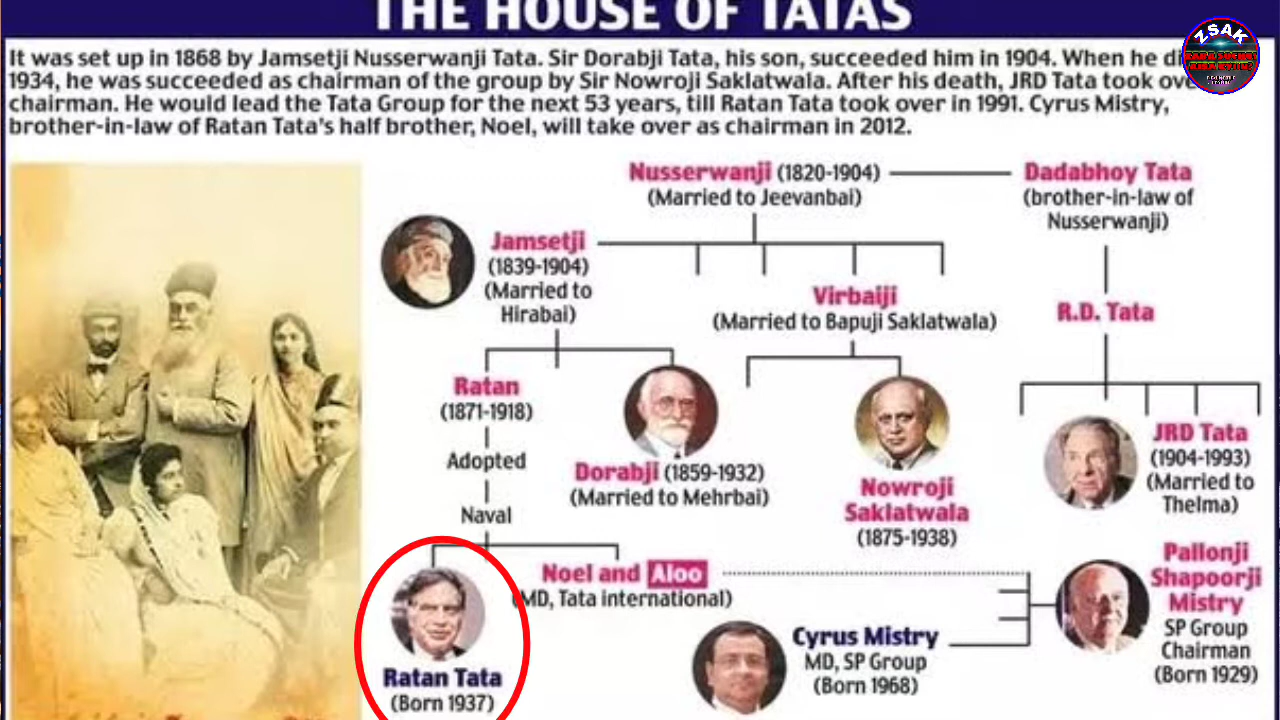 THE HOUSE OF TATAS
ZSAK
It was set up in 1868 by Jamsetji Nusserwanji Tata. Sir Dorabji Tata, his son, succeeded him in 1904. When he
1934, he was succeeded as chairman of the group by Sir Nowroji Saklatwala. After his death, JRD Tata took
chairman. He would lead the Tata Group for the next 53 years, till Ratan Tata took over in 1991. Cyrus Mistry,
brother-in-law of Ratan Tata's half brother, Noel, will take over as chairman in 2012.
Nusserwanji (1820-1904)
(Married to Jeevanbai)
Dadabhoy Tata
(brother-in-law of
Nusserwanji)
Jamsetji
(1839-1904)
(Married to
Hirabai)
Virbaiji
(Married to Bapuji Saklatwala)
R.D. Tata
Ratan
(1871-1918)
Adopted
Naval
Dorabji (1859-1932)
(Married to Mehrbai)
Nowroji
Saklatwala
(1875-1938)
JRD Tata
(1904-1993)
(Married to
Thelma)
Noel and Aloo
(MD, Tata international)
Pallonji
Shapoorji
Mistry
SP Group
Chairman
(Born 1929)
Cyrus Mistry
MD, SP Group
(Born 1968)
Ratan Tata
(Born 1937)